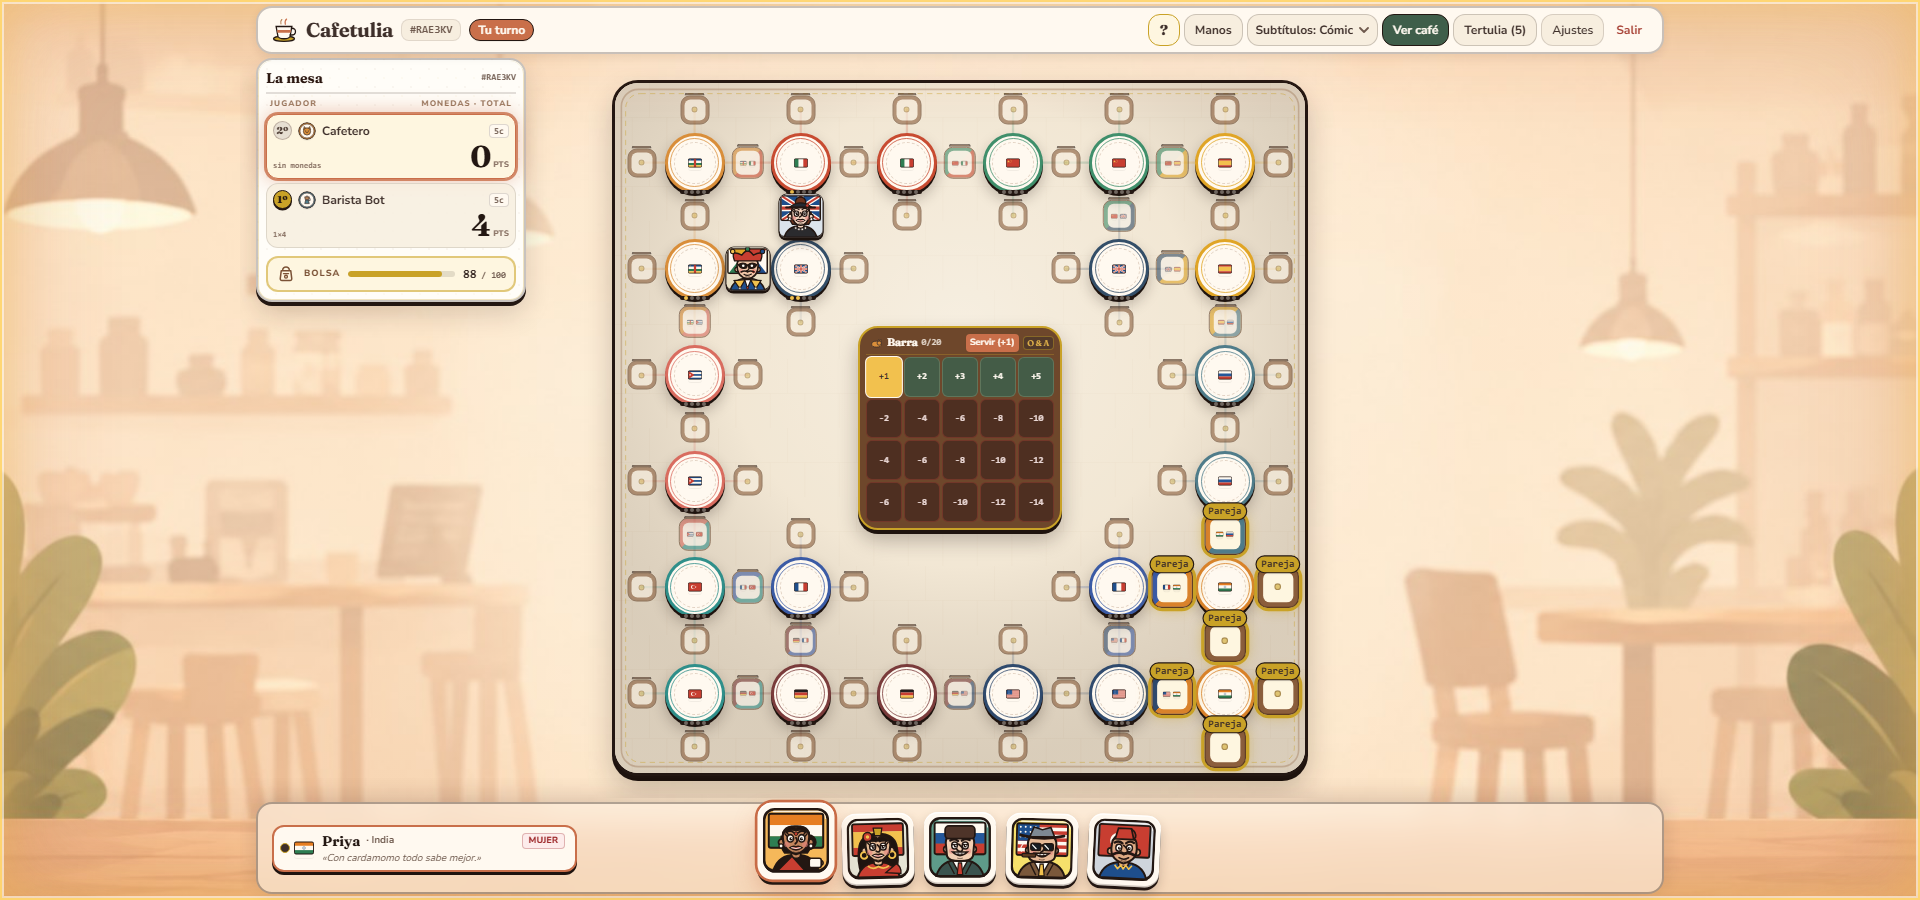 Cafetulia #RAE3KV Tu turno
? Manos Subtítulos: Cómic Ver café Tertulia (5) Ajustes Salir
La mesa #RAE3KV
JUGADOR MONEDAS · TOTAL
2º Cafetero 5c
sin monedas 0 PTS
1º Barista Bot 5c
1×4 4 PTS
BOLSA 88 / 100
Barra 0/20 Servir (+1) O & A
+1 +2 +3 +4 +5
-2 -4 -6 -8 -10
-4 -6 -8 -10 -12
-6 -8 -10 -12 -14
Pareja
Pareja Pareja
Pareja
Pareja Pareja
Pareja
Priya · India MUJER
«Con cardamomo todo sabe mejor.»